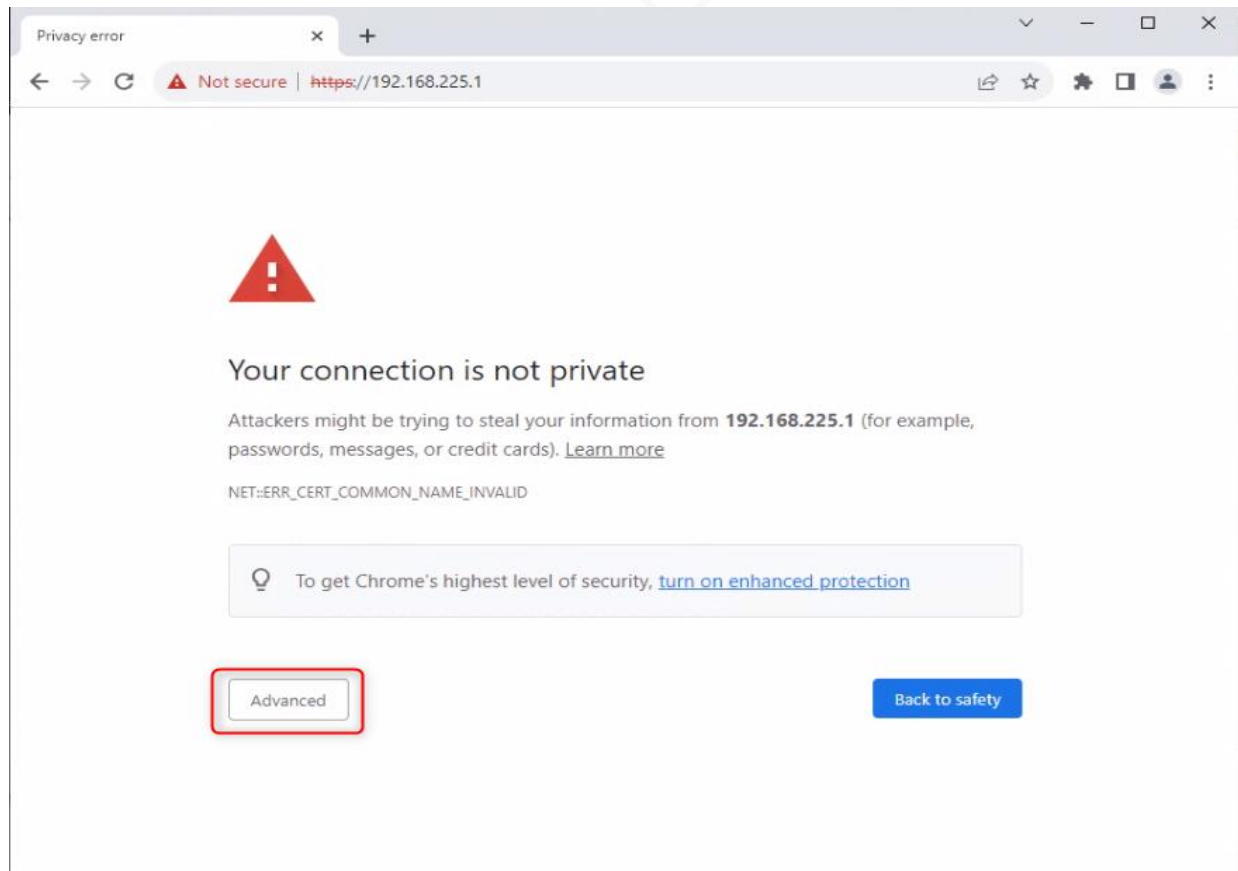 Privacy error
Not secure | https://192.168.225.1
Your connection is not private
Attackers might be trying to steal your information from 192.168.225.1 (for example,
passwords, messages, or credit cards). Learn more
NET::ERR_CERT_COMMON_NAME_INVALID
To get Chrome's highest level of security, turn on enhanced protection
Advanced
Back to safety